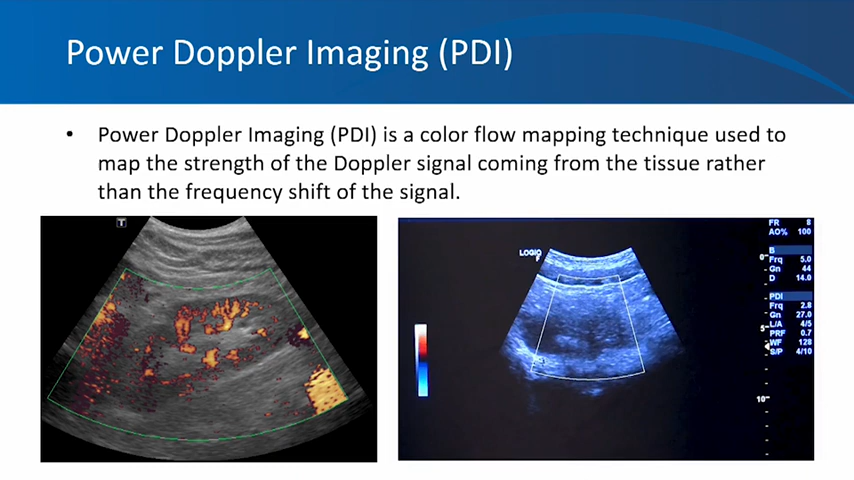 Power Doppler Imaging (PDI)
• Power Doppler Imaging (PDI) is a color flow mapping technique used to
map the strength of the Doppler signal coming from the tissue rather
than the frequency shift of the signal.
T
LOGIQ
FR 8
AO% 100
B
Frq 5.0
Gn 44
D 14.0
PDI
Frq 2.8
Gn 27.0
L/A 4/5
PRF 0.7
WF 128
S/P 4/10
0
5
10